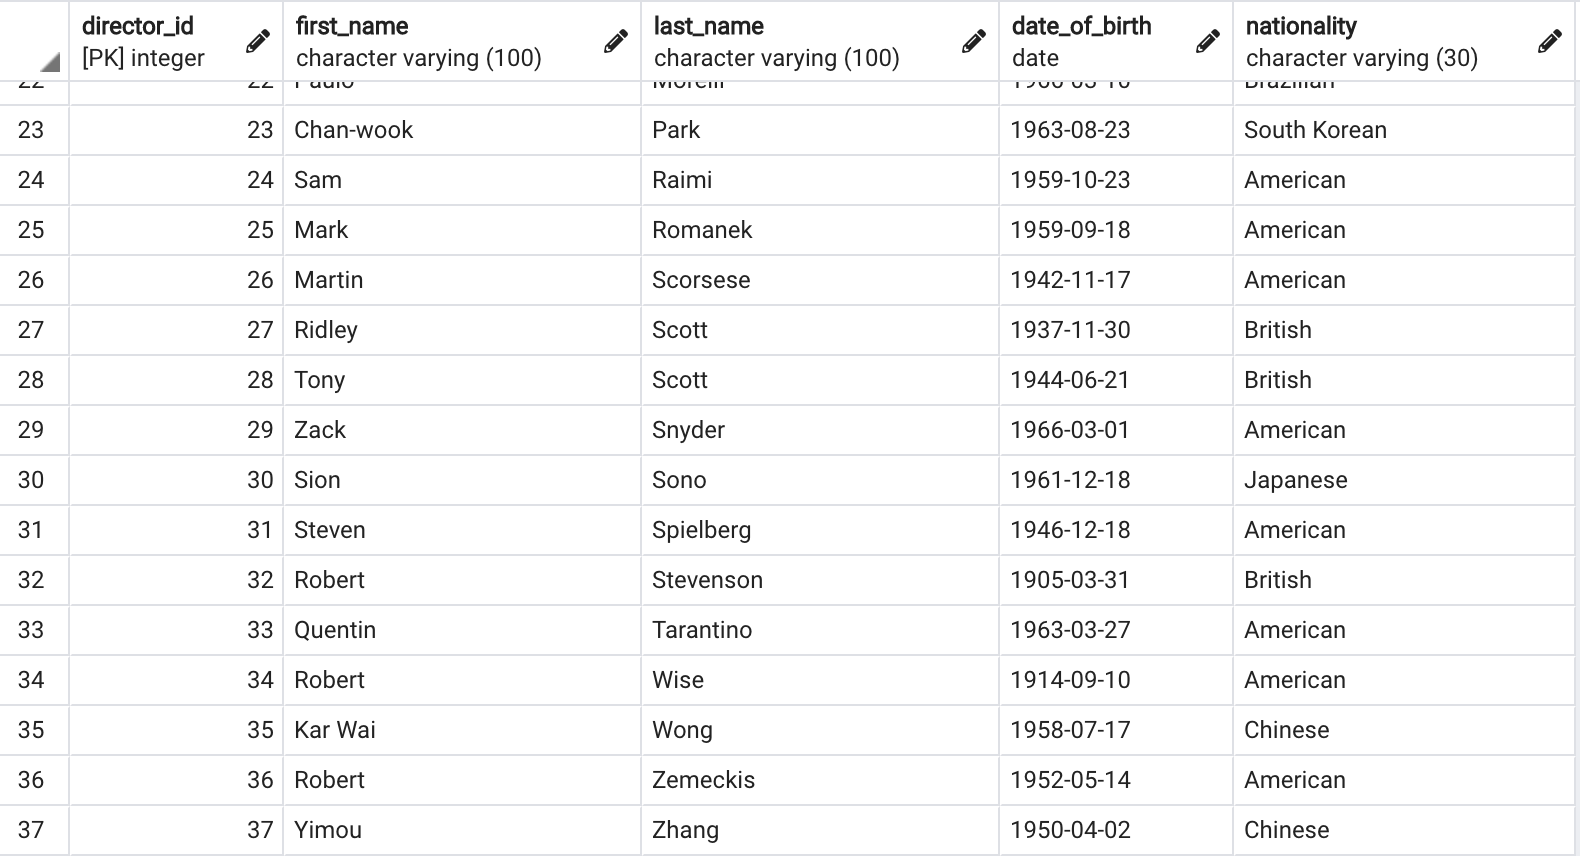 director_id first_name last_name date_of_birth nationality
[PK] integer character varying (100) character varying (100) date character varying (30)
22 22 Paulo Morelli Brazilian
23 23 Chan-wook Park 1963-08-23 South Korean
24 24 Sam Raimi 1959-10-23 American
25 25 Mark Romanek 1959-09-18 American
26 26 Martin Scorsese 1942-11-17 American
27 27 Ridley Scott 1937-11-30 British
28 28 Tony Scott 1944-06-21 British
29 29 Zack Snyder 1966-03-01 American
30 30 Sion Sono 1961-12-18 Japanese
31 31 Steven Spielberg 1946-12-18 American
32 32 Robert Stevenson 1905-03-31 British
33 33 Quentin Tarantino 1963-03-27 American
34 34 Robert Wise 1914-09-10 American
35 35 Kar Wai Wong 1958-07-17 Chinese
36 36 Robert Zemeckis 1952-05-14 American
37 37 Yimou Zhang 1950-04-02 Chinese